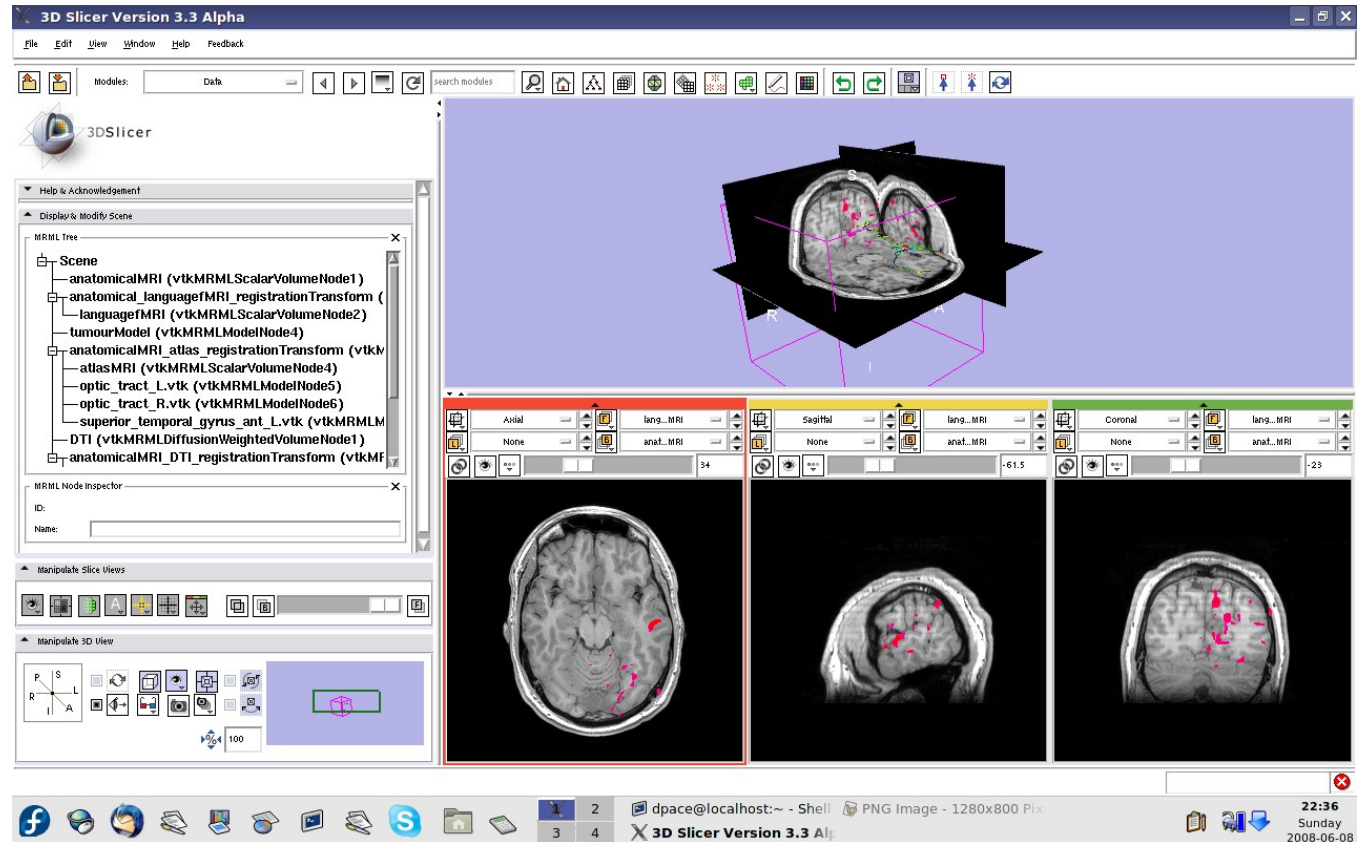 3D Slicer Version 3.3 Alpha
File Edit View Window Help Feedback
Modules: Data search modules
3DSlicer
Help & Acknowledgement
Display & Modify Scene
MRML Tree
Scene
anatomicalMRI (vtkMRMLScalarVolumeNode1)
anatomical_languagefMRI_registrationTransform (
languagefMRI (vtkMRMLScalarVolumeNode2)
tumourModel (vtkMRMLModelNode4)
anatomicalMRI_atlas_registrationTransform (vtkM
atlasMRI (vtkMRMLScalarVolumeNode4)
optic_tract_L.vtk (vtkMRMLModelNode5)
optic_tract_R.vtk (vtkMRMLModelNode6)
superior_temporal_gyrus_ant_L.vtk (vtkMRMLM
DTI (vtkMRMLDiffusionWeightedVolumeNode1)
anatomicalMRI_DTI_registrationTransform (vtkMF
MRML Node Inspector
ID:
Name:
Manipulate Slice Views
A B F
Manipulate 3D View
P S
R L
I A
100
S
R A
I
Axial F lang...MRI
L None B anat...MRI
34
Sagittal F lang...MRI
L None B anat...MRI
-61.5
Coronal F lang...MRI
L None B anat...MRI
-23
1 2
3 4
dpace@localhost:~ - Shell
PNG Image - 1280x800 Pix
3D Slicer Version 3.3 Alp
22:36
Sunday
2008-06-08